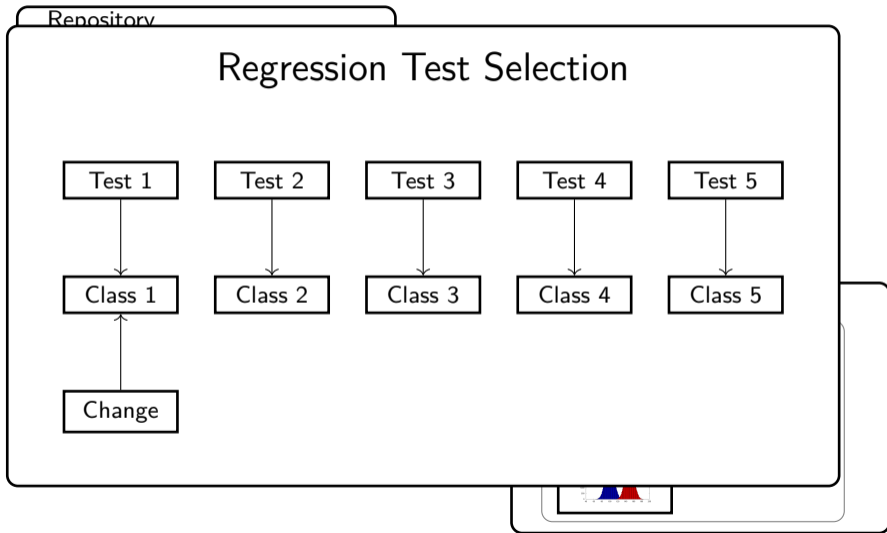 Repository
Regression Test Selection
Test 1 Test 2 Test 3 Test 4 Test 5
Class 1 Class 2 Class 3 Class 4 Class 5
Change